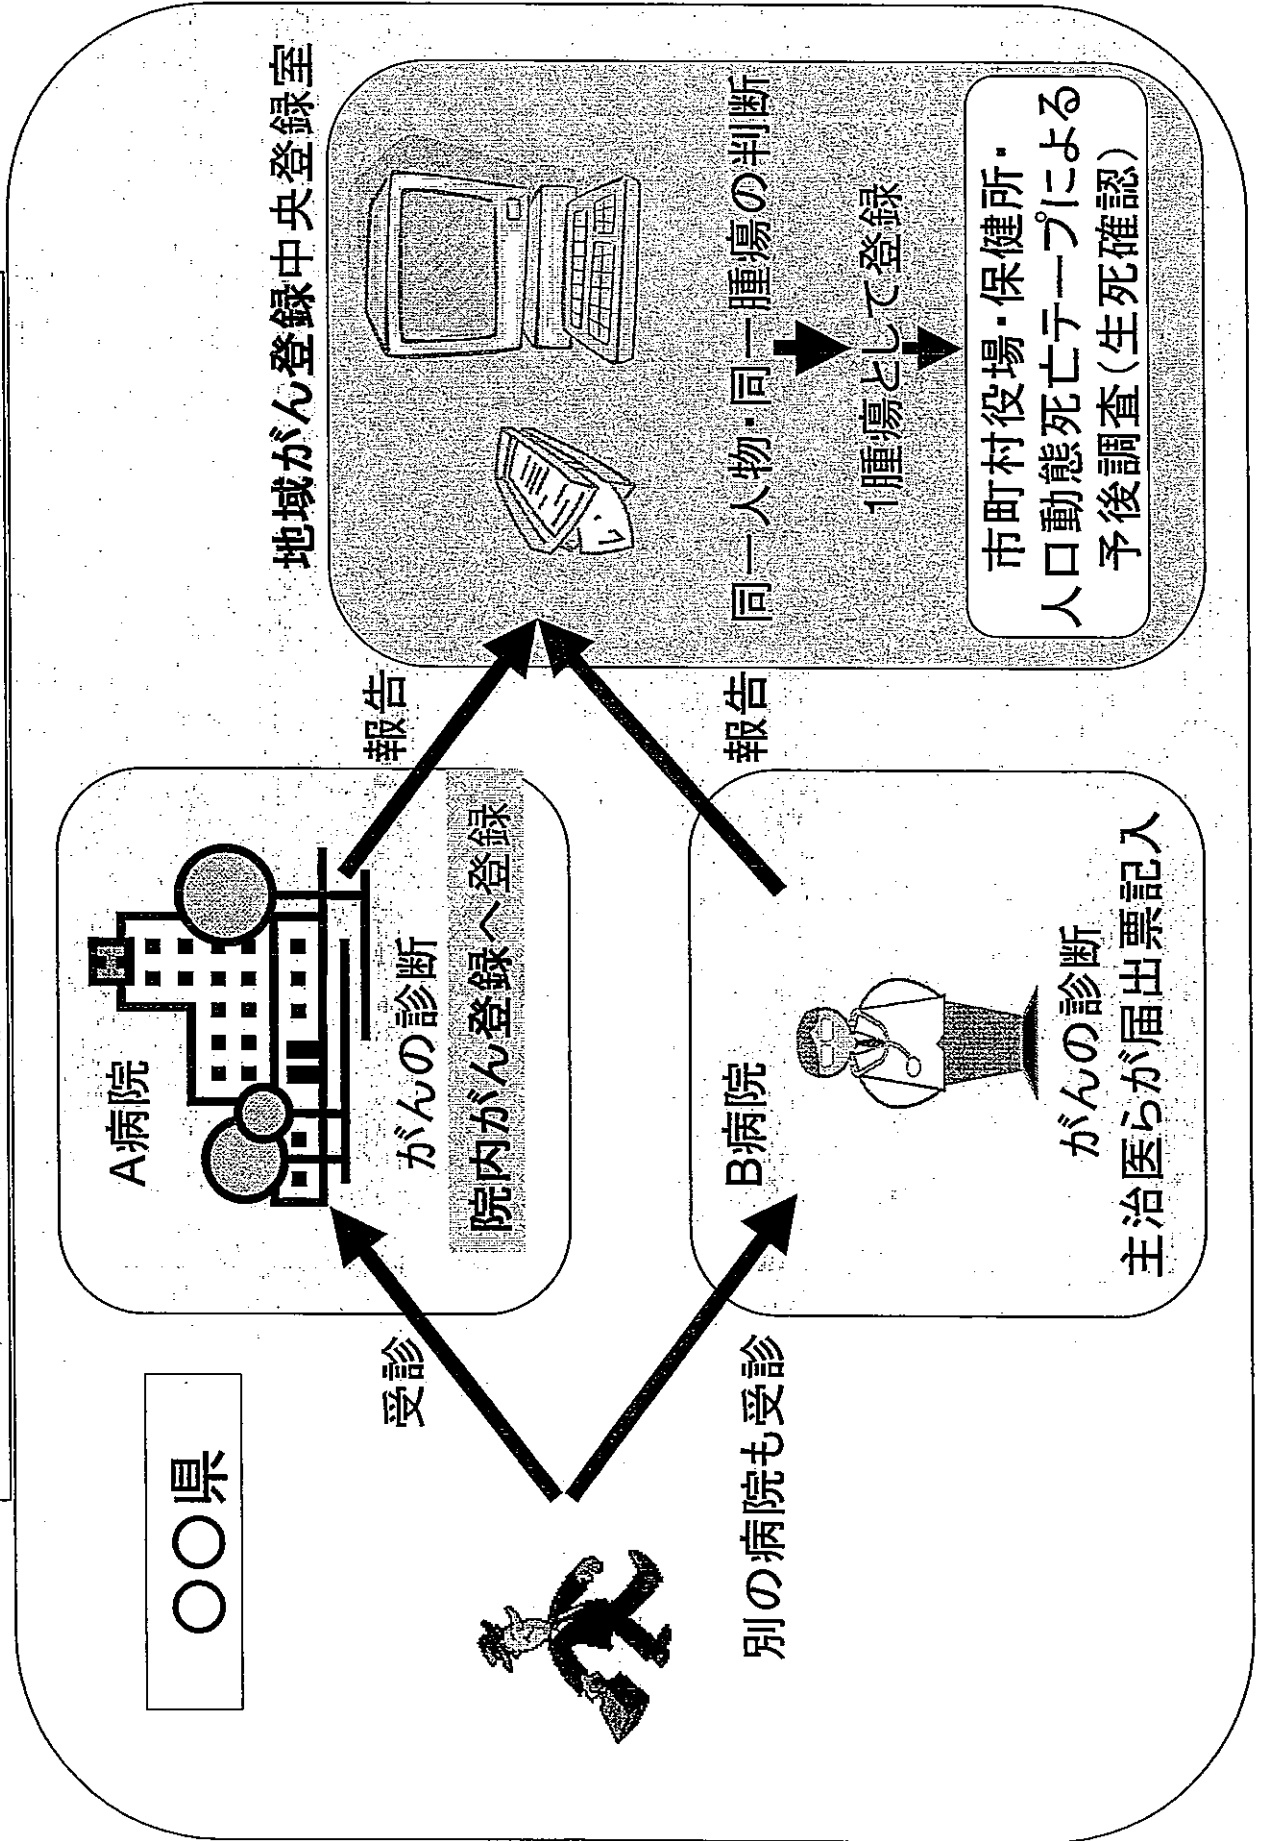 〇〇県
受診
別の病院も受診
A病院
がんの診断
院内がん登録へ登録
B病院
がんの診断
主治医らが届出票記入
報告
報告
地域がん登録中央登録室
同一人物・同一腫瘍の判断
1腫瘍として登録
市町村役場・保健所・
人口動態死亡テープによる
予後調査(生死確認)